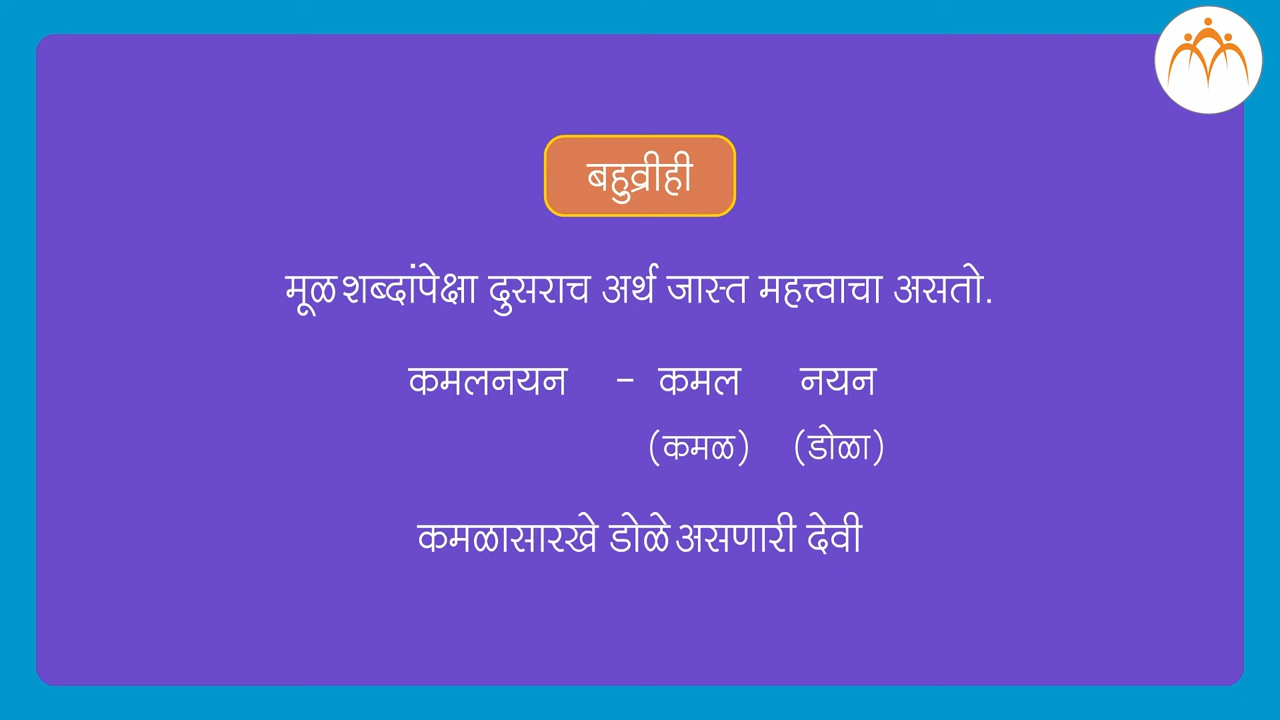 बहुव्रीही
मूळ शब्दांपेक्षा दुसराच अर्थ जास्त महत्त्वाचा असतो.
कमलनयन - कमल नयन
(कमळ) (डोळा)
कमळासारखे डोळे असणारी देवी